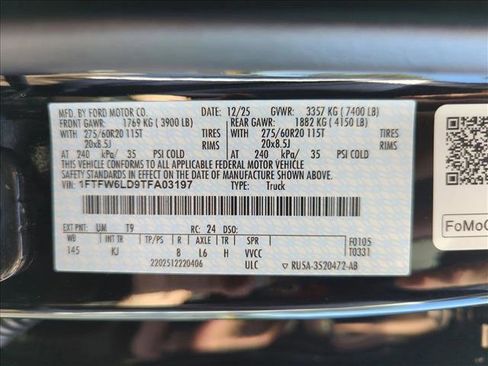 MFD. BY FORD MOTOR CO. DATE: 12/25 GVWR: 3357 KG ( 7400 LB)
FRONT GAWR: 1769 KG ( 3900 LB) REAR GAWR: 1882 KG ( 4150 LB)
WITH 275/60R20 115T TIRES WITH 275/60R20 115T TIRES
20x8.5J RIMS 20x8.5J RIMS
AT 240 kPa/ 35 PSI COLD AT 240 kPa/ 35 PSI COLD
THIS VEHICLE CONFORMS TO ALL APPLICABLE FEDERAL MOTOR VEHICLE
SAFETY STANDARDS IN EFFECT ON THE DATE OF MANUFACTURE SHOWN ABOVE.
VIN: 1FTFW6LD9TFA03197 TYPE: Truck
EXT PNT: UM T9 RC: 24 DSO:
WB INT TR TP/PS R AXLE TR SPR F0105
145 KJ 8 L6 H VVCC T0331
2202512220406 ULC RU5A-3520472-AB
FoMoC